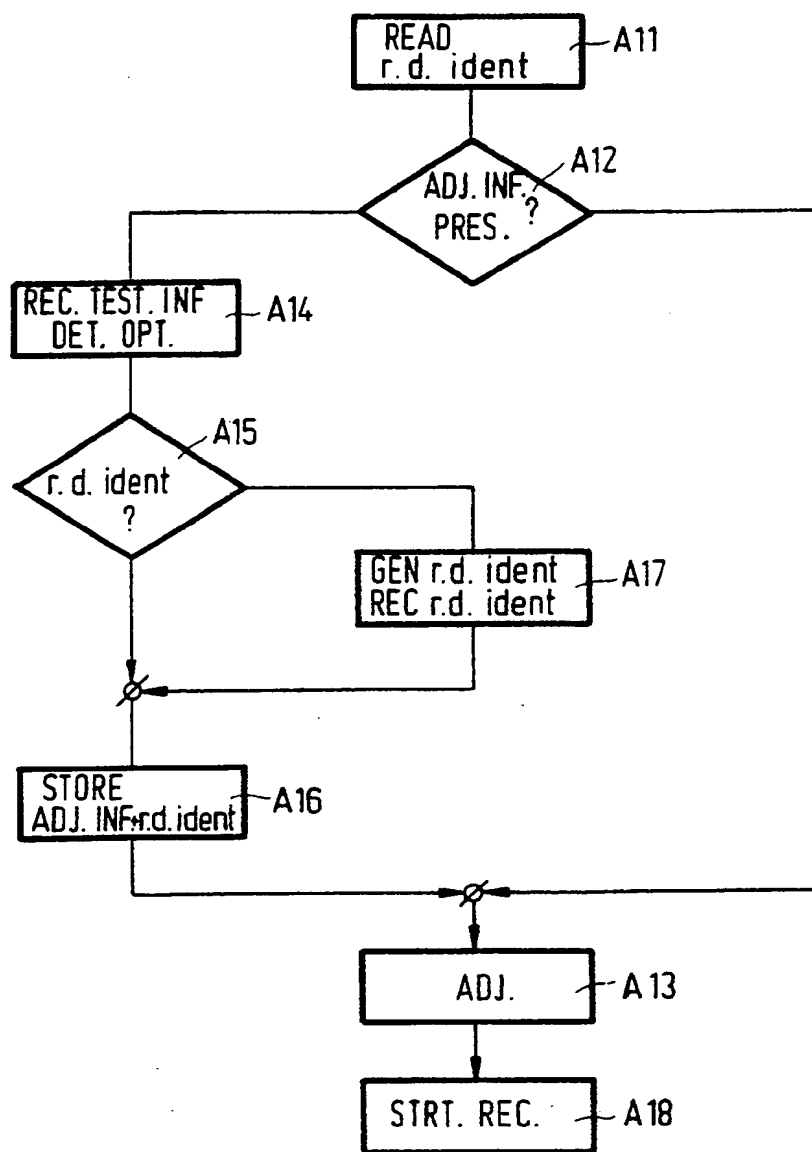 READ
r. d. ident
A11
ADJ. INF.
PRES. ?
A12
REC. TEST. INF
DET. OPT.
A14
r. d. ident
?
A15
GEN r.d. ident
REC r.d. ident
A17
STORE
ADJ. INF+r.d. ident
A16
ADJ.
A13
STRT. REC.
A18